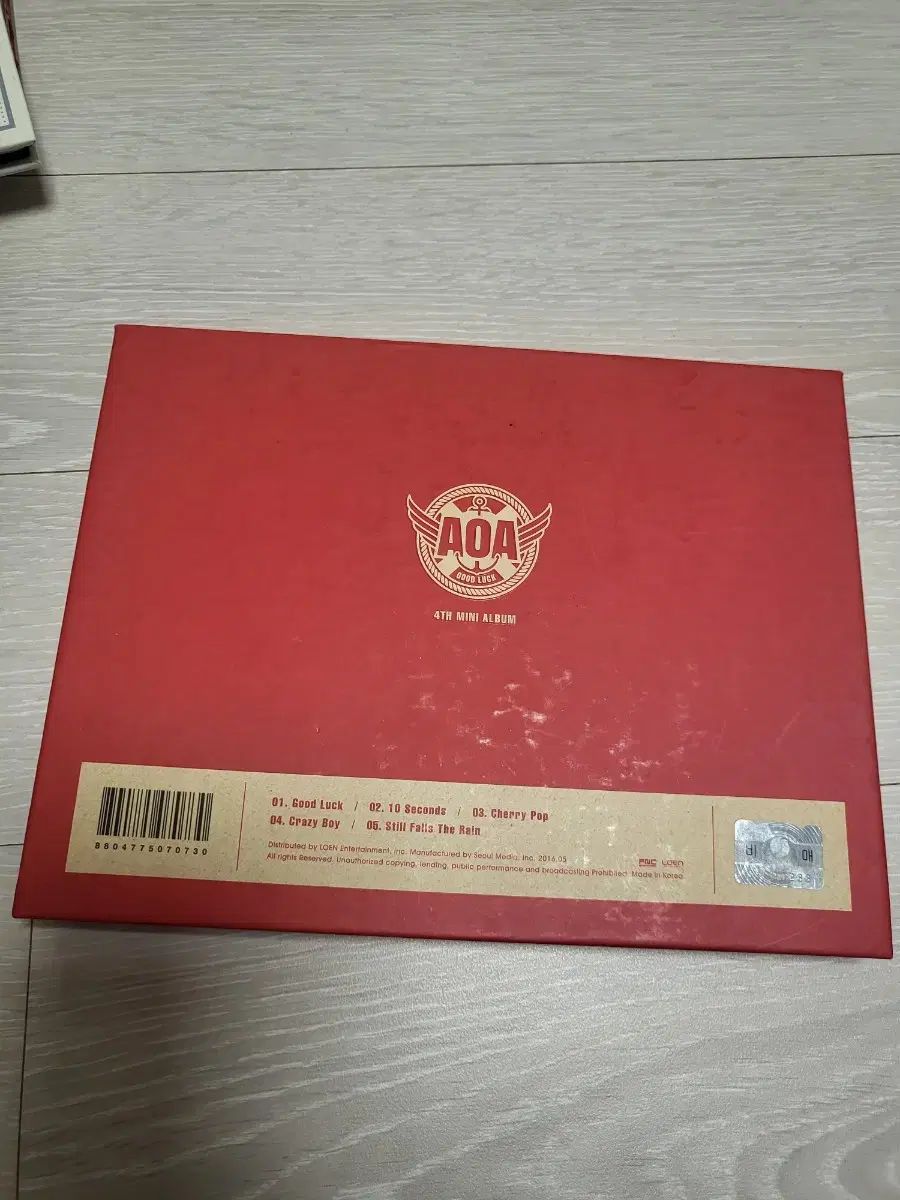 AOA
GOOD LUCK
4TH MINI ALBUM
01. Good Luck / 02. 10 Seconds / 03. Cherry Pop
04. Crazy Boy / 05. Still Falls The Rain
8804775070730
Distributed by LOEN Entertainment, Inc. Manufactured by Seoul Media, Inc. 2016.05
All rights Reserved. Unauthorized copying, lending, public performance and broadcasting Prohibited. Made in Korea
FNC LOEN